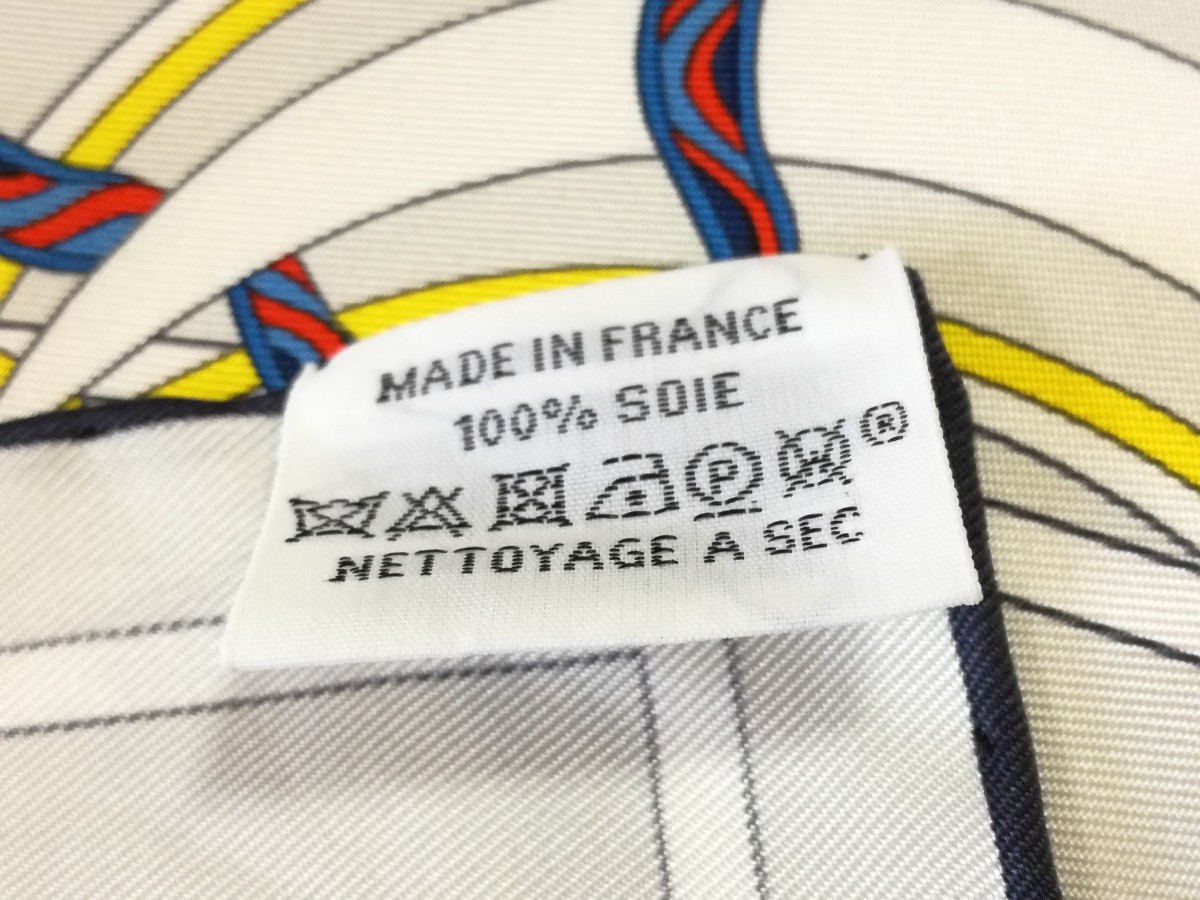 MADE IN FRANCE
100% SOIE
P ®
NETTOYAGE A SEC